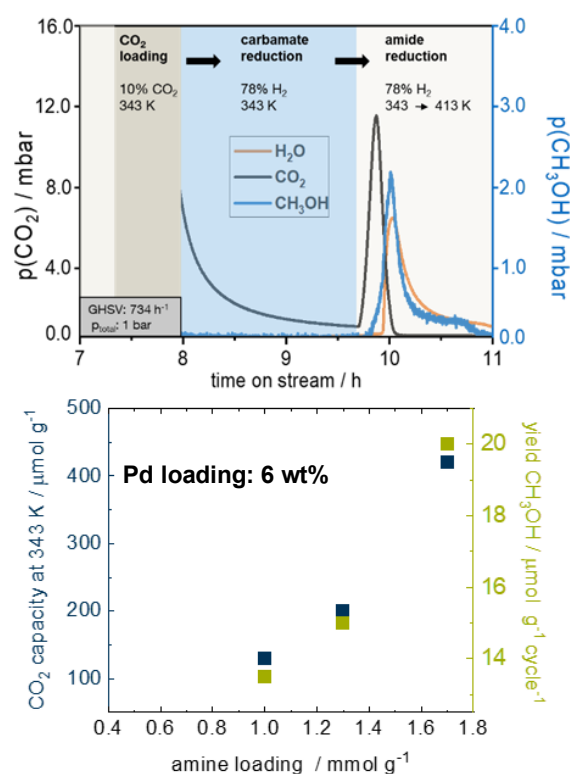 16.0
12.0
8.0
4.0
0.0
p(CO₂) / mbar
CO₂
loading
10% CO₂
343 K
carbamate
reduction
78% H₂
343 K
amide
reduction
78% H₂
343 → 413 K
H₂O
CO₂
CH₃OH
GHSV: 734 h⁻¹
pₜₒₜₐₗ: 1 bar
4.0
3.0
2.0
1.0
0.0
p(CH₃OH) / mbar
7 8 9 10 11
time on stream / h
500
400
300
200
100
CO₂ capacity at 343 K / μmol g⁻¹
Pd loading: 6 wt%
20
18
16
14
yield CH₃OH / μmol g⁻¹ cycle⁻¹
0.4 0.6 0.8 1.0 1.2 1.4 1.6 1.8
amine loading / mmol g⁻¹